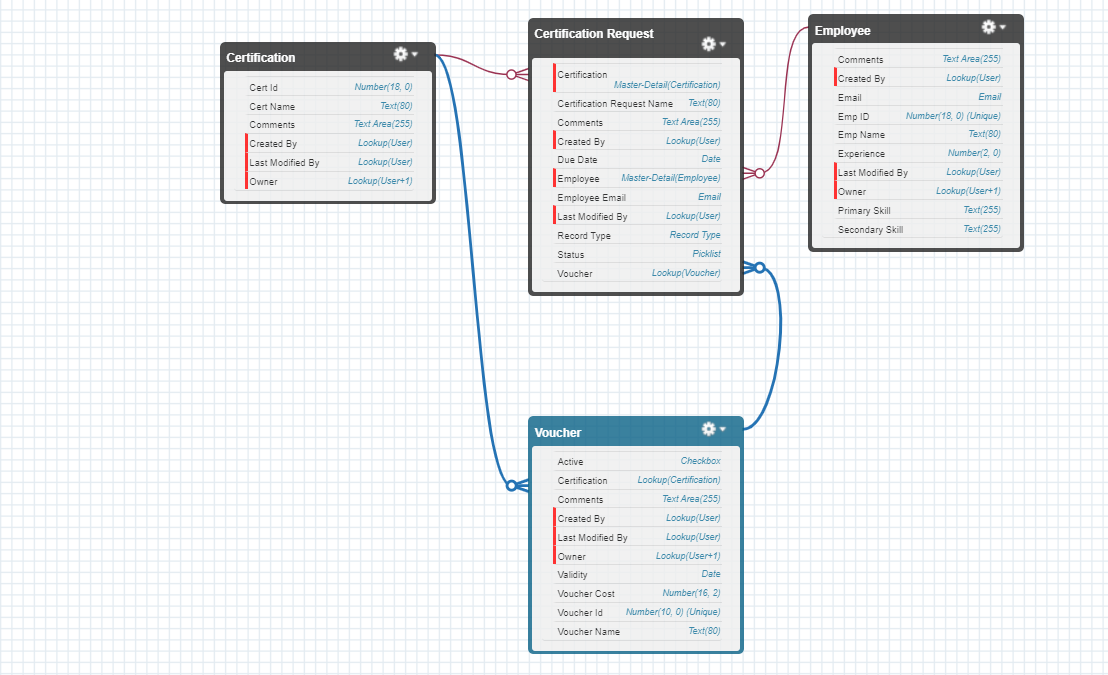 Certification
Cert Id Number(18, 0)
Cert Name Text(80)
Comments Text Area(255)
Created By Lookup(User)
Last Modified By Lookup(User)
Owner Lookup(User+1)
Certification Request
Certification
Master-Detail(Certification)
Certification Request Name Text(80)
Comments Text Area(255)
Created By Lookup(User)
Due Date Date
Employee Master-Detail(Employee)
Employee Email Email
Last Modified By Lookup(User)
Record Type Record Type
Status Picklist
Voucher Lookup(Voucher)
Employee
Comments Text Area(255)
Created By Lookup(User)
Email Email
Emp ID Number(18, 0) (Unique)
Emp Name Text(80)
Experience Number(2, 0)
Last Modified By Lookup(User)
Owner Lookup(User+1)
Primary Skill Text(255)
Secondary Skill Text(255)
Voucher
Active Checkbox
Certification Lookup(Certification)
Comments Text Area(255)
Created By Lookup(User)
Last Modified By Lookup(User)
Owner Lookup(User+1)
Validity Date
Voucher Cost Number(16, 2)
Voucher Id Number(10, 0) (Unique)
Voucher Name Text(80)